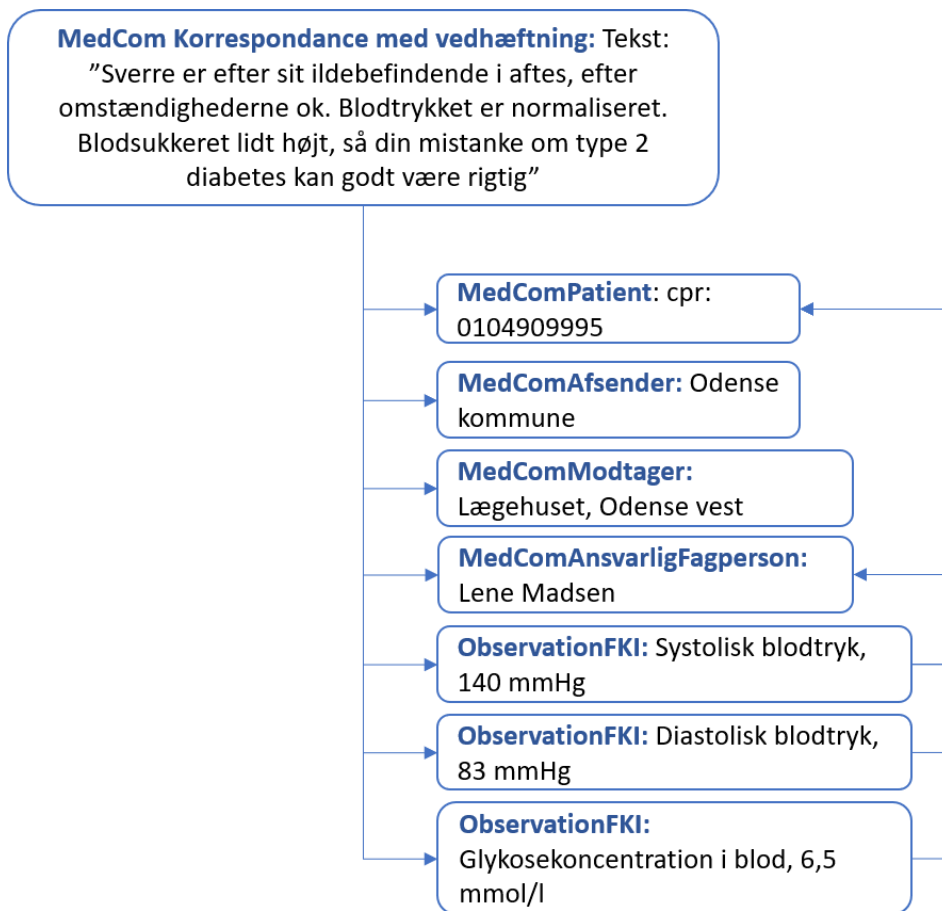 MedCom Korrespondance med vedhæftning: Tekst:
”Sverre er efter sit ildebefindende i aftes, efter
omstændighederne ok. Blodtrykket er normaliseret.
Blodsukkeret lidt højt, så din mistanke om type 2
diabetes kan godt være rigtig”
MedComPatient: cpr:
0104909995
MedComAfsender: Odense
kommune
MedComModtager:
Lægehuset, Odense vest
MedComAnsvarligFagperson:
Lene Madsen
ObservationFKI: Systolisk blodtryk,
140 mmHg
ObservationFKI: Diastolisk blodtryk,
83 mmHg
ObservationFKI:
Glykosekoncentration i blod, 6,5
mmol/l